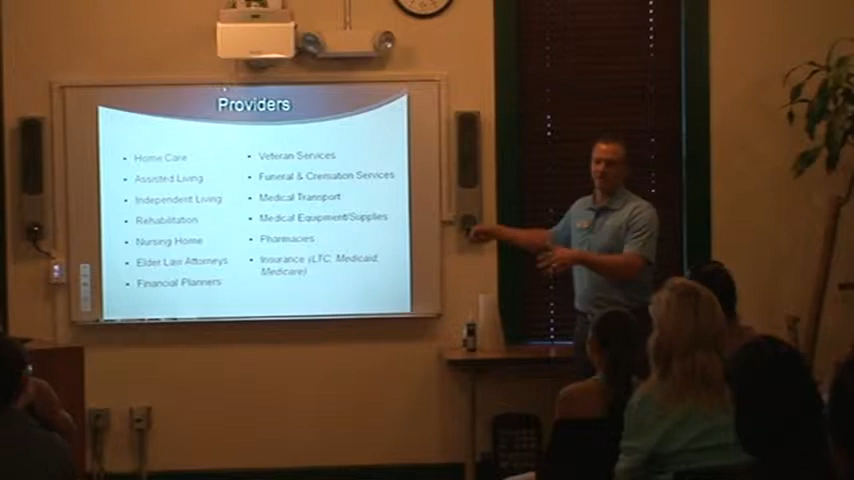 Providers
• Home Care
• Assisted Living
• Independent Living
• Rehabilitation
• Nursing Home
• Elder Law Attorneys
• Financial Planners
• Veteran Services
• Funeral & Cremation Services
• Medical Transport
• Medical Equipment/Supplies
• Pharmacies
• Insurance (LTC, Medicaid,
Medicare)